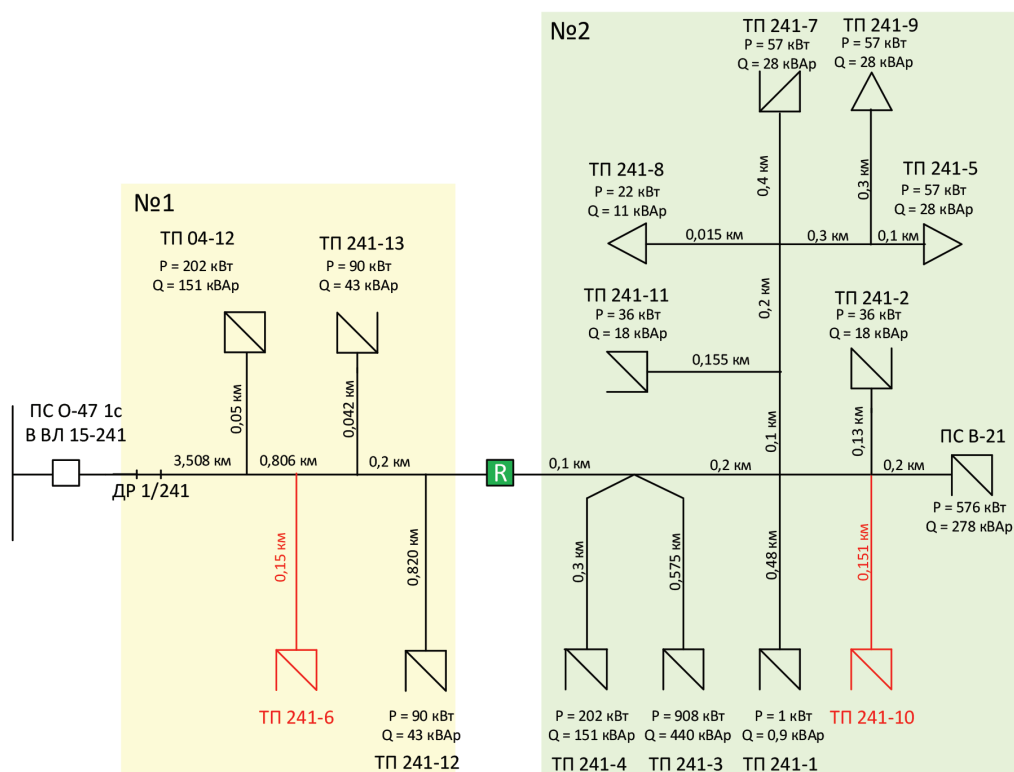 №2
ТП 241-7
P = 57 кВт
Q = 28 кВАр
ТП 241-9
P = 57 кВт
Q = 28 кВАр
0,4 км
0,3 км
ТП 241-8
P = 22 кВт
Q = 11 кВАр
ТП 241-5
P = 57 кВт
Q = 28 кВАр
0,015 км
0,3 км
0,1 км
0,2 км
ТП 241-11
P = 36 кВт
Q = 18 кВАр
ТП 241-2
P = 36 кВт
Q = 18 кВАр
0,155 км
0,1 км
0,13 км
№1
ТП 04-12
P = 202 кВт
Q = 151 кВАр
ТП 241-13
P = 90 кВт
Q = 43 кВАр
0,05 км
0,042 км
ПС О-47 1с
В ВЛ 15-241
ДР 1/241
3,508 км
0,806 км
0,2 км
R
0,1 км
0,2 км
0,2 км
ПС В-21
P = 576 кВт
Q = 278 кВАр
0,15 км
0,820 км
0,3 км
0,575 км
0,48 км
0,151 км
ТП 241-6
P = 90 кВт
Q = 43 кВАр
ТП 241-12
P = 202 кВт
Q = 151 кВАр
ТП 241-4
P = 908 кВт
Q = 440 кВАр
ТП 241-3
P = 1 кВт
Q = 0,9 кВАр
ТП 241-1
ТП 241-10